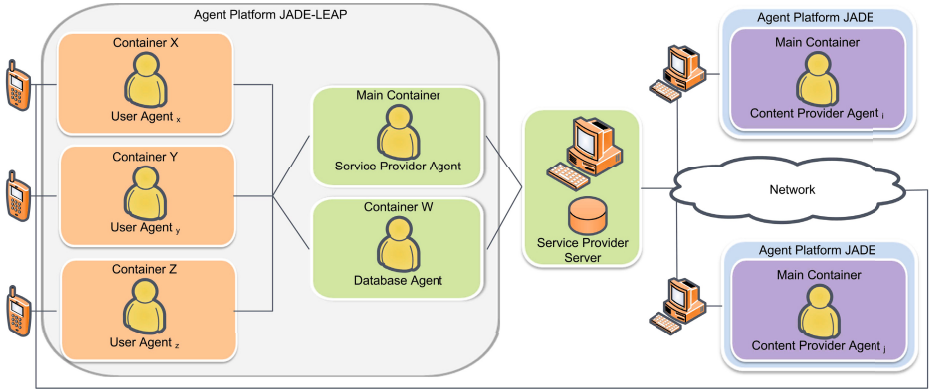 Agent Platform JADE-LEAP
Container X
User Agent x
Container Y
User Agent y
Container Z
User Agent z
Main Container
Service Provider Agent
Container W
Database Agent
Service Provider
Server
Network
Agent Platform JADE
Main Container
Content Provider Agent i
Agent Platform JADE
Main Container
Content Provider Agent j